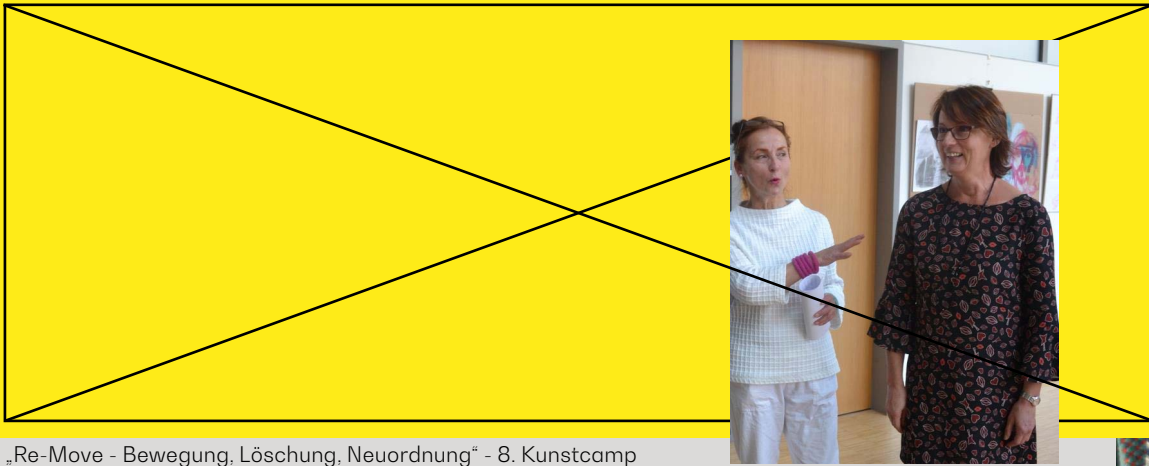 „Re-Move - Bewegung, Löschung, Neuordnung“ - 8. Kunstcamp